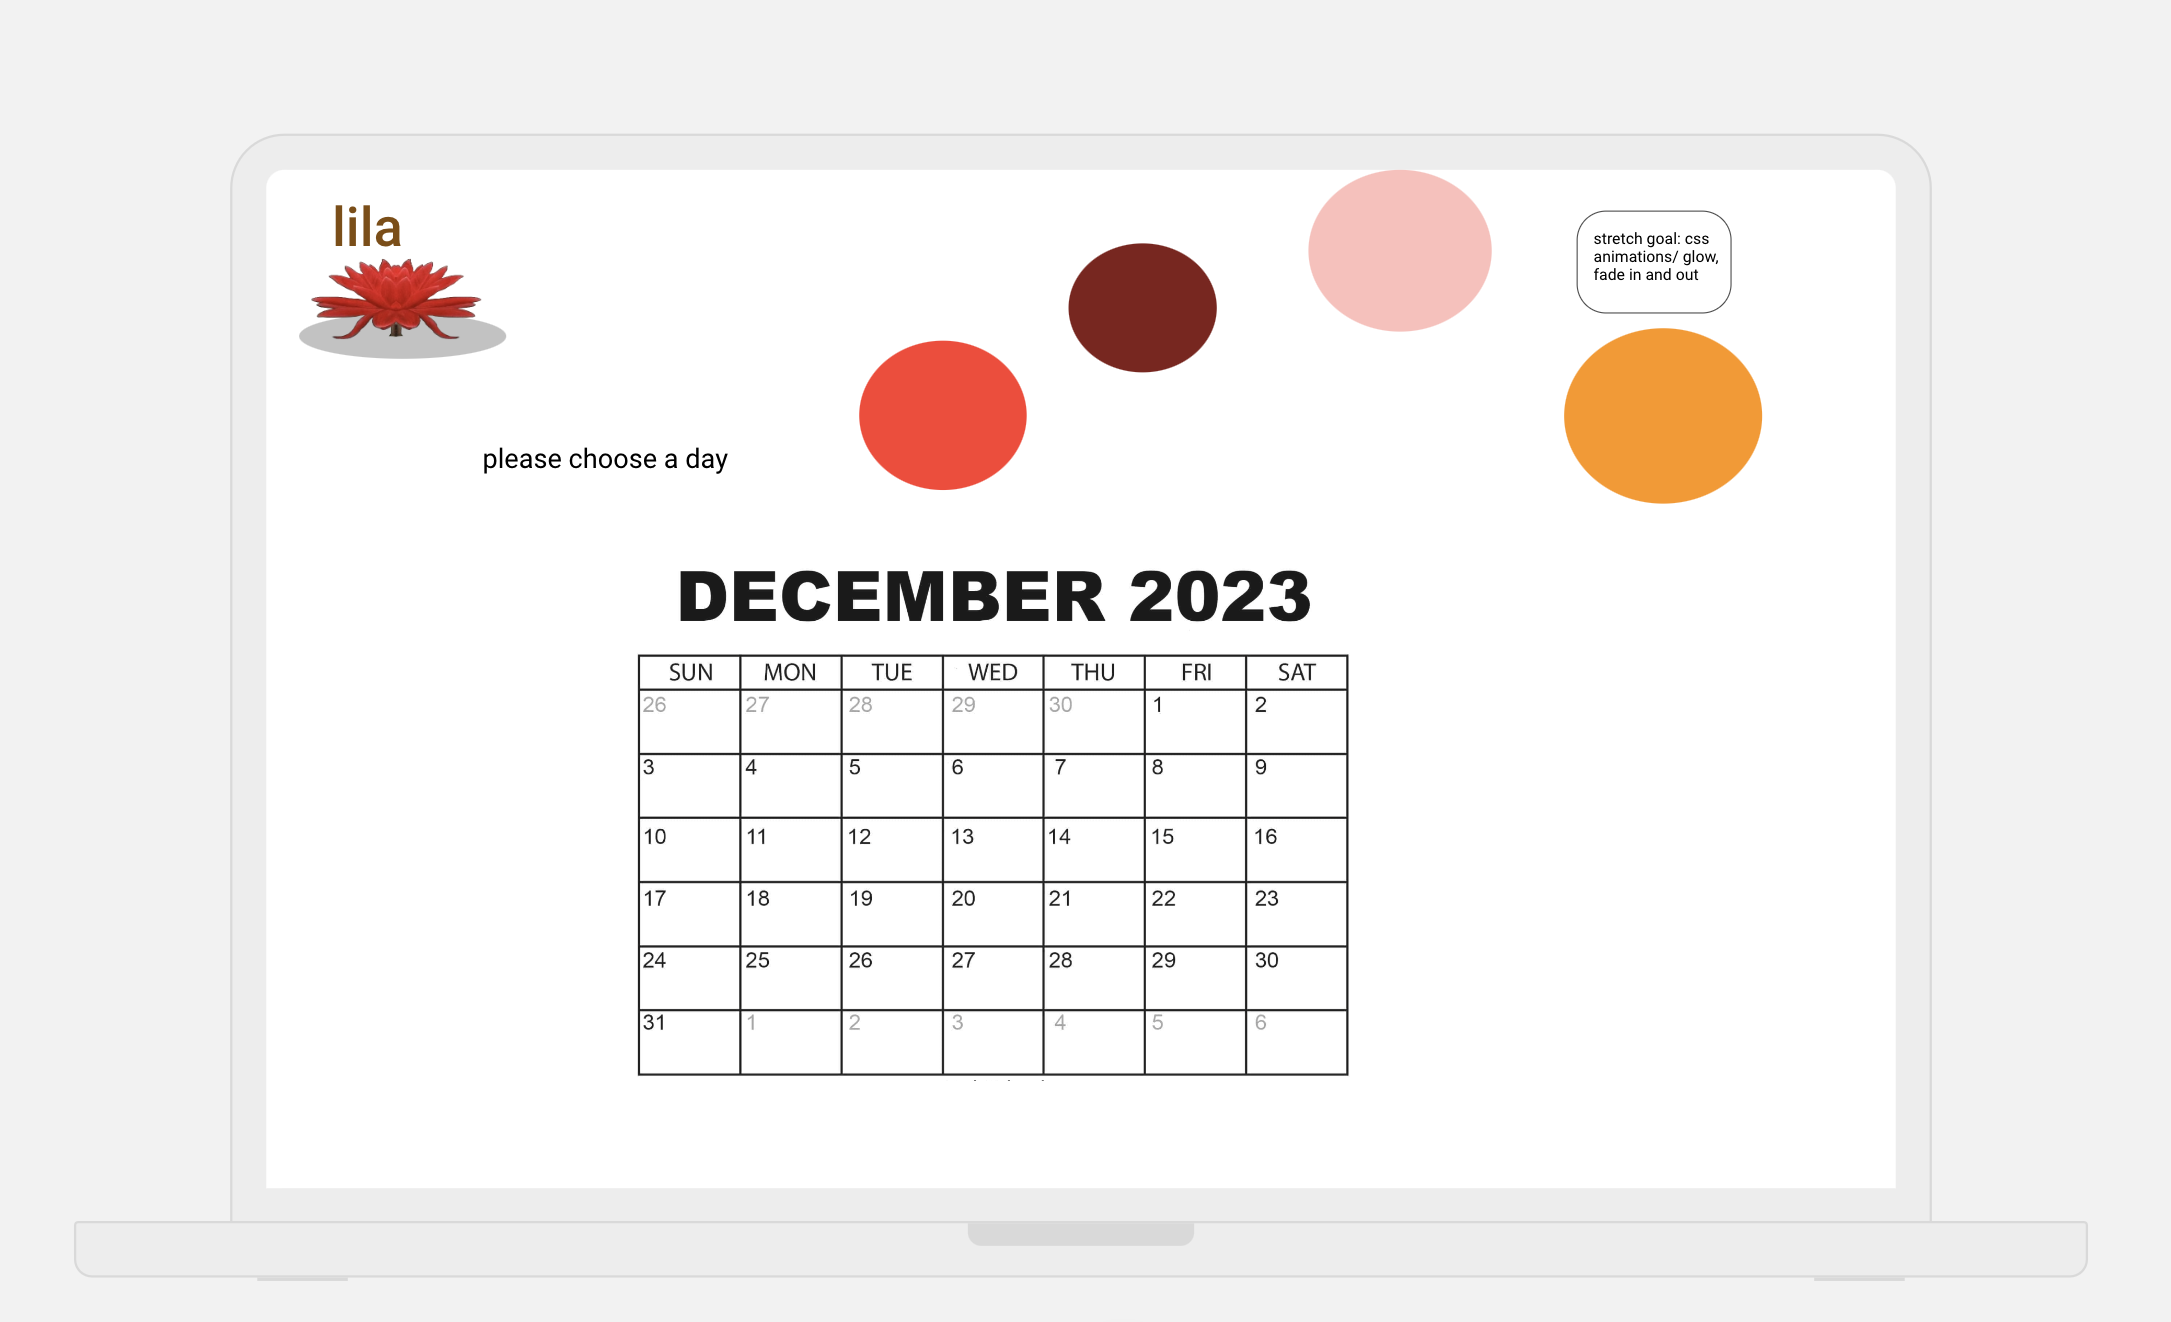 lila
stretch goal: css
animations/ glow,
fade in and out
please choose a day
DECEMBER 2023
SUN MON TUE WED THU FRI SAT
26 27 28 29 30 1 2
3 4 5 6 7 8 9
10 11 12 13 14 15 16
17 18 19 20 21 22 23
24 25 26 27 28 29 30
31 1 2 3 4 5 6